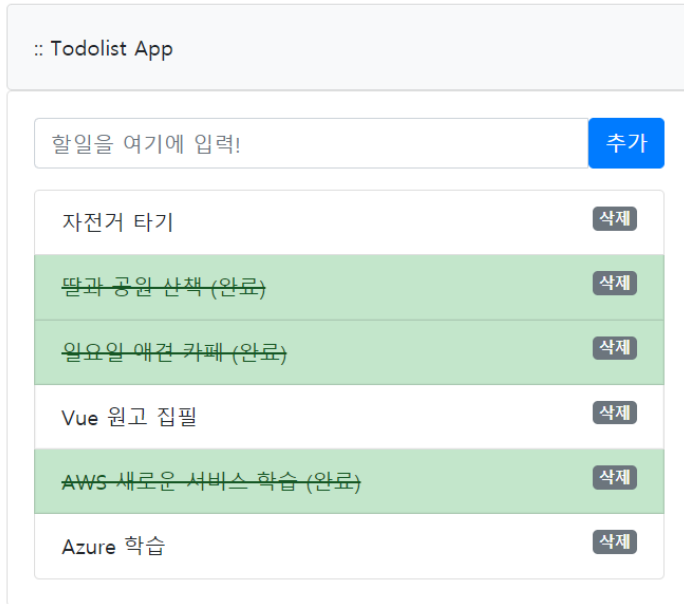 :: Todolist App
할일을 여기에 입력! 추가
자전거 타기 삭제
딸과 공원 산책 (완료) 삭제
일요일 애견 카페 (완료) 삭제
Vue 원고 집필 삭제
AWS 새로운 서비스 학습 (완료) 삭제
Azure 학습 삭제